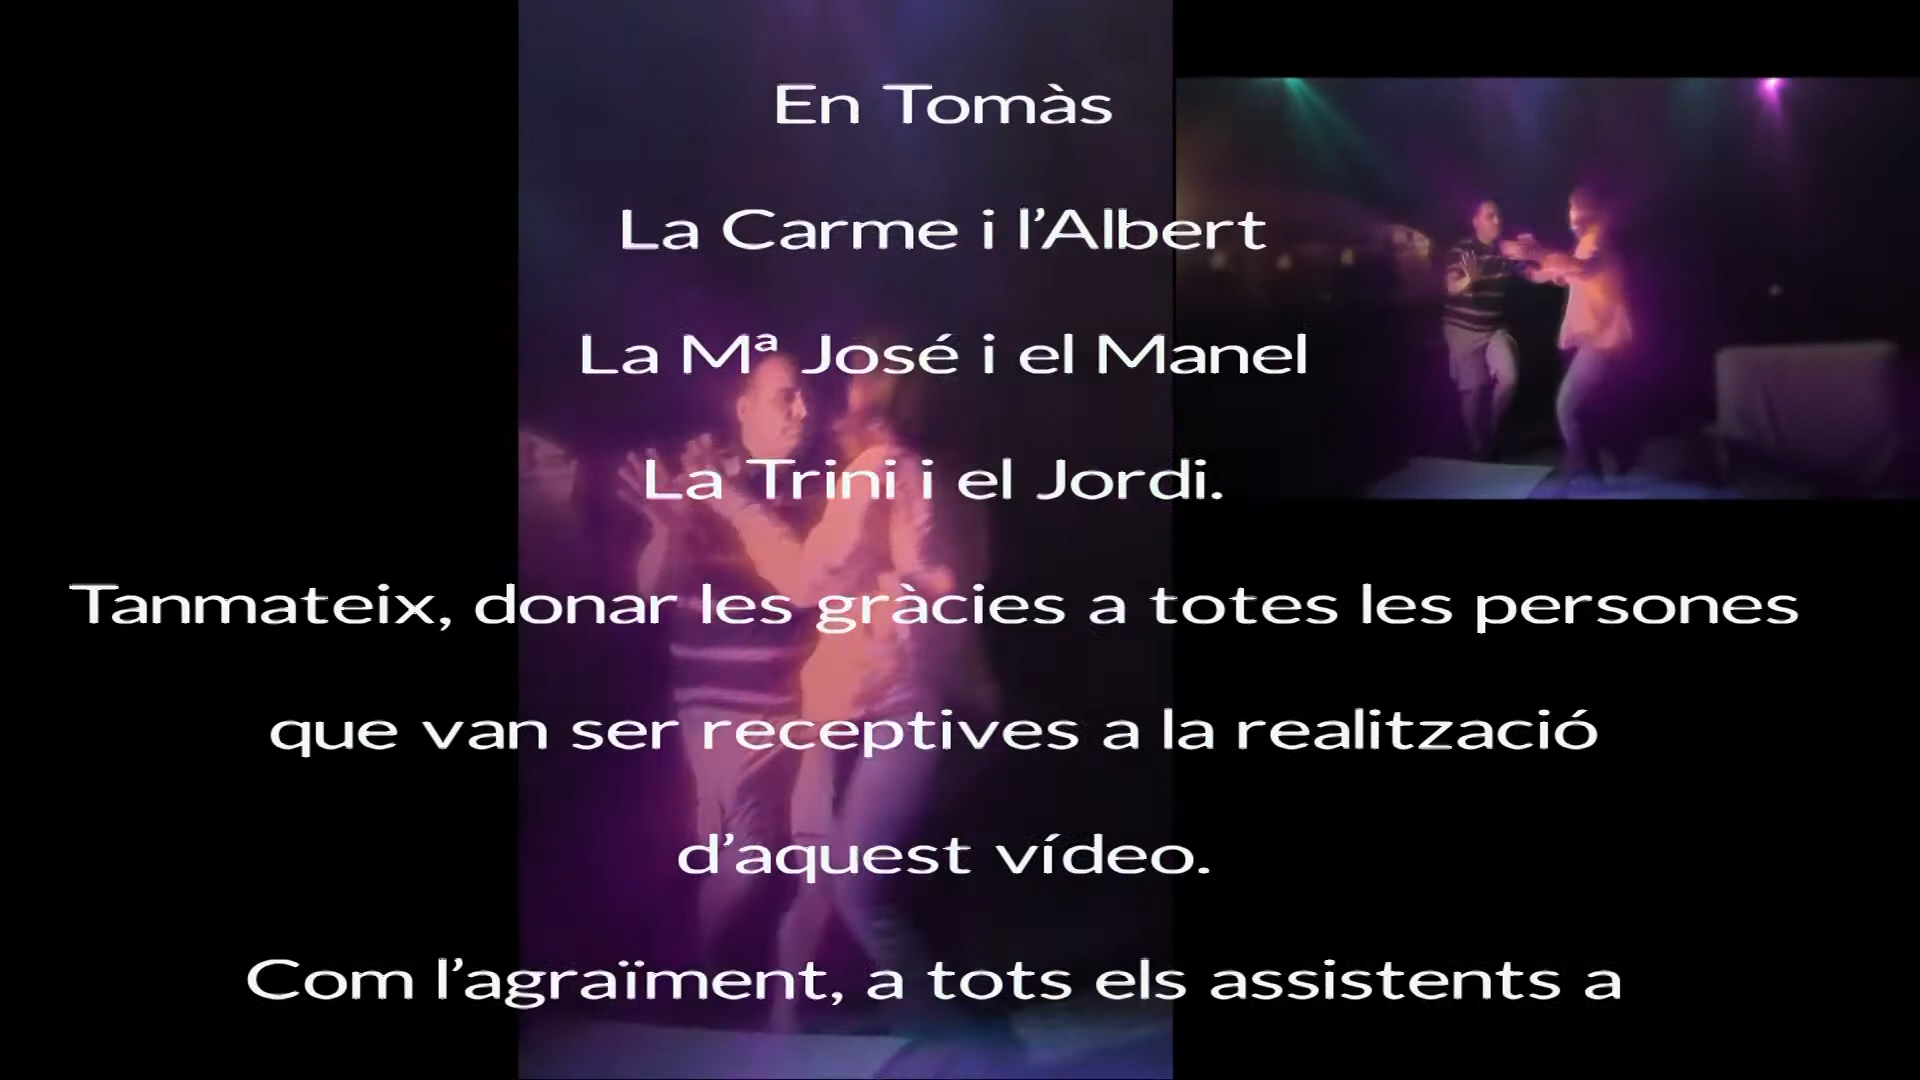 En Tomàs
La Carme i l’Albert
La Mª José i el Manel
La Trini i el Jordi.
Tanmateix, donar les gràcies a totes les persones
que van ser receptives a la realització
d’aquest vídeo.
Com l’agraïment, a tots els assistents a